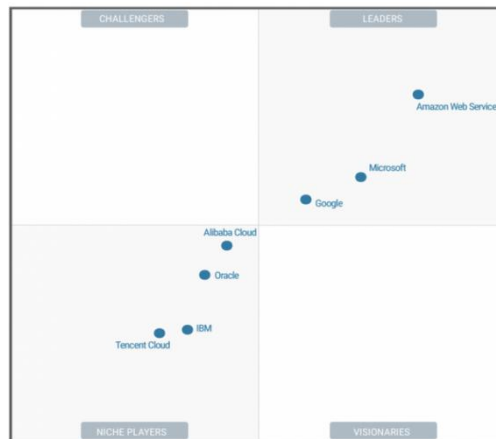 CHALLENGERS
LEADERS
Amazon Web Service
Microsoft
Google
Alibaba Cloud
Oracle
IBM
Tencent Cloud
NICHE PLAYERS
VISIONARIES